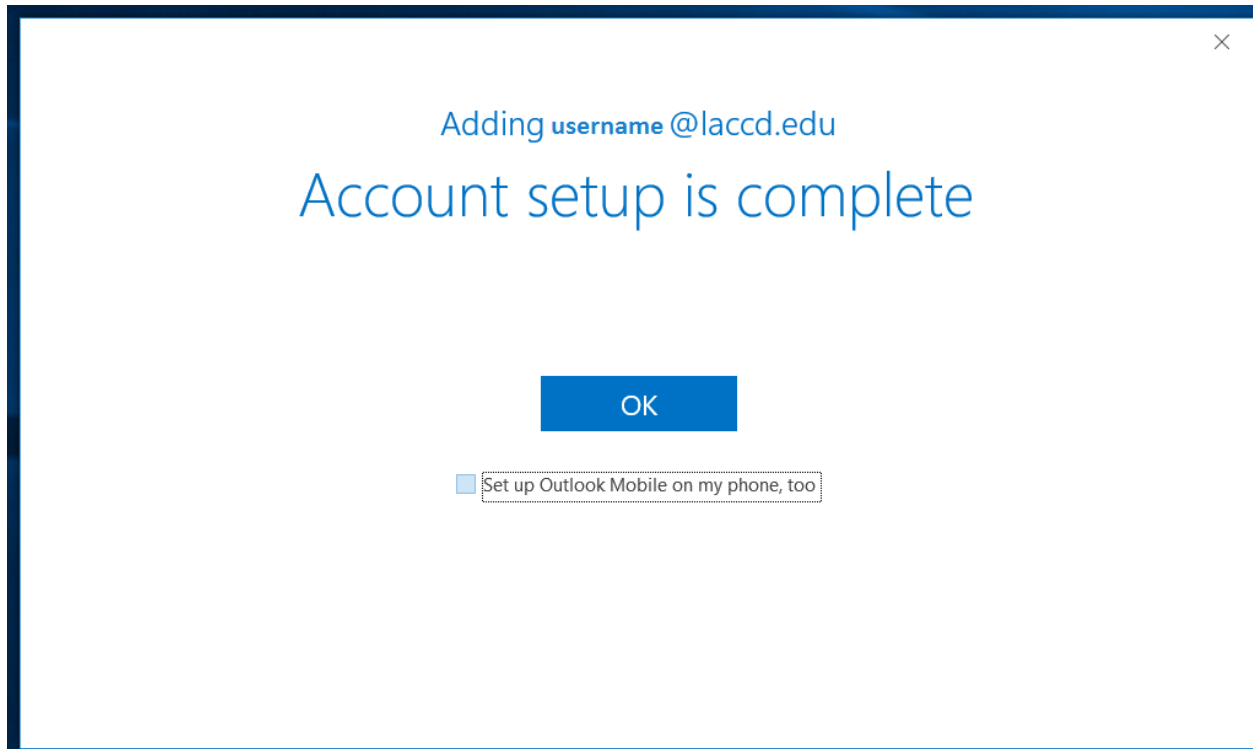 Adding username @laccd.edu
Account setup is complete
OK
Set up Outlook Mobile on my phone, too